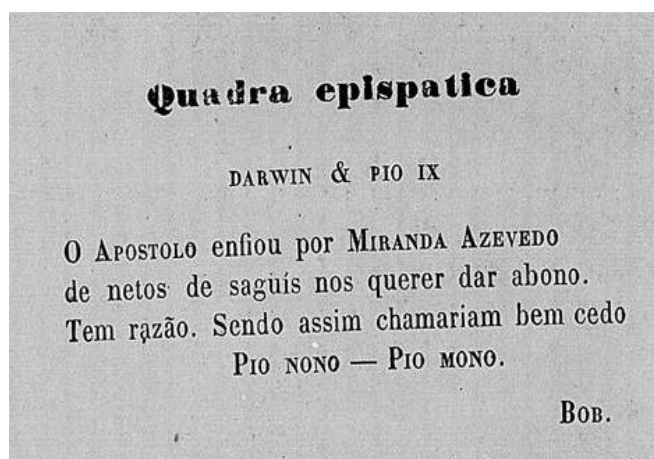 Quadra epispatica
DARWIN & PIO IX
O APOSTOLO enfiou por MIRANDA AZEVEDO
de netos de saguís nos querer dar abono.
Tem razão. Sendo assim chamariam bem cedo
PIO NONO — PIO MONO.
BOB.